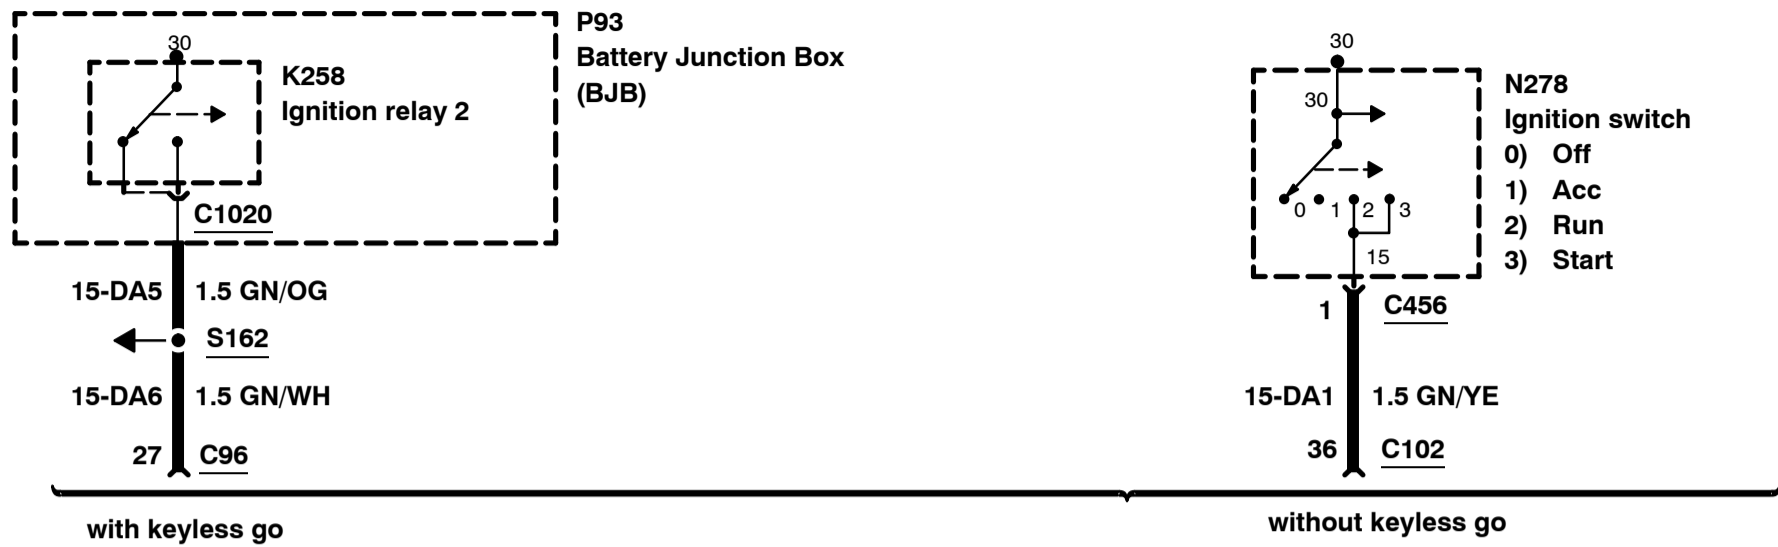 30
P93
Battery Junction Box
(BJB)
K258
Ignition relay 2
C1020
15-DA5 1.5 GN/OG
S162
15-DA6 1.5 GN/WH
27 C96
with keyless go
30
30
N278
Ignition switch
0) Off
1) Acc
2) Run
3) Start
0 1 2 3
15
1 C456
15-DA1 1.5 GN/YE
36 C102
without keyless go